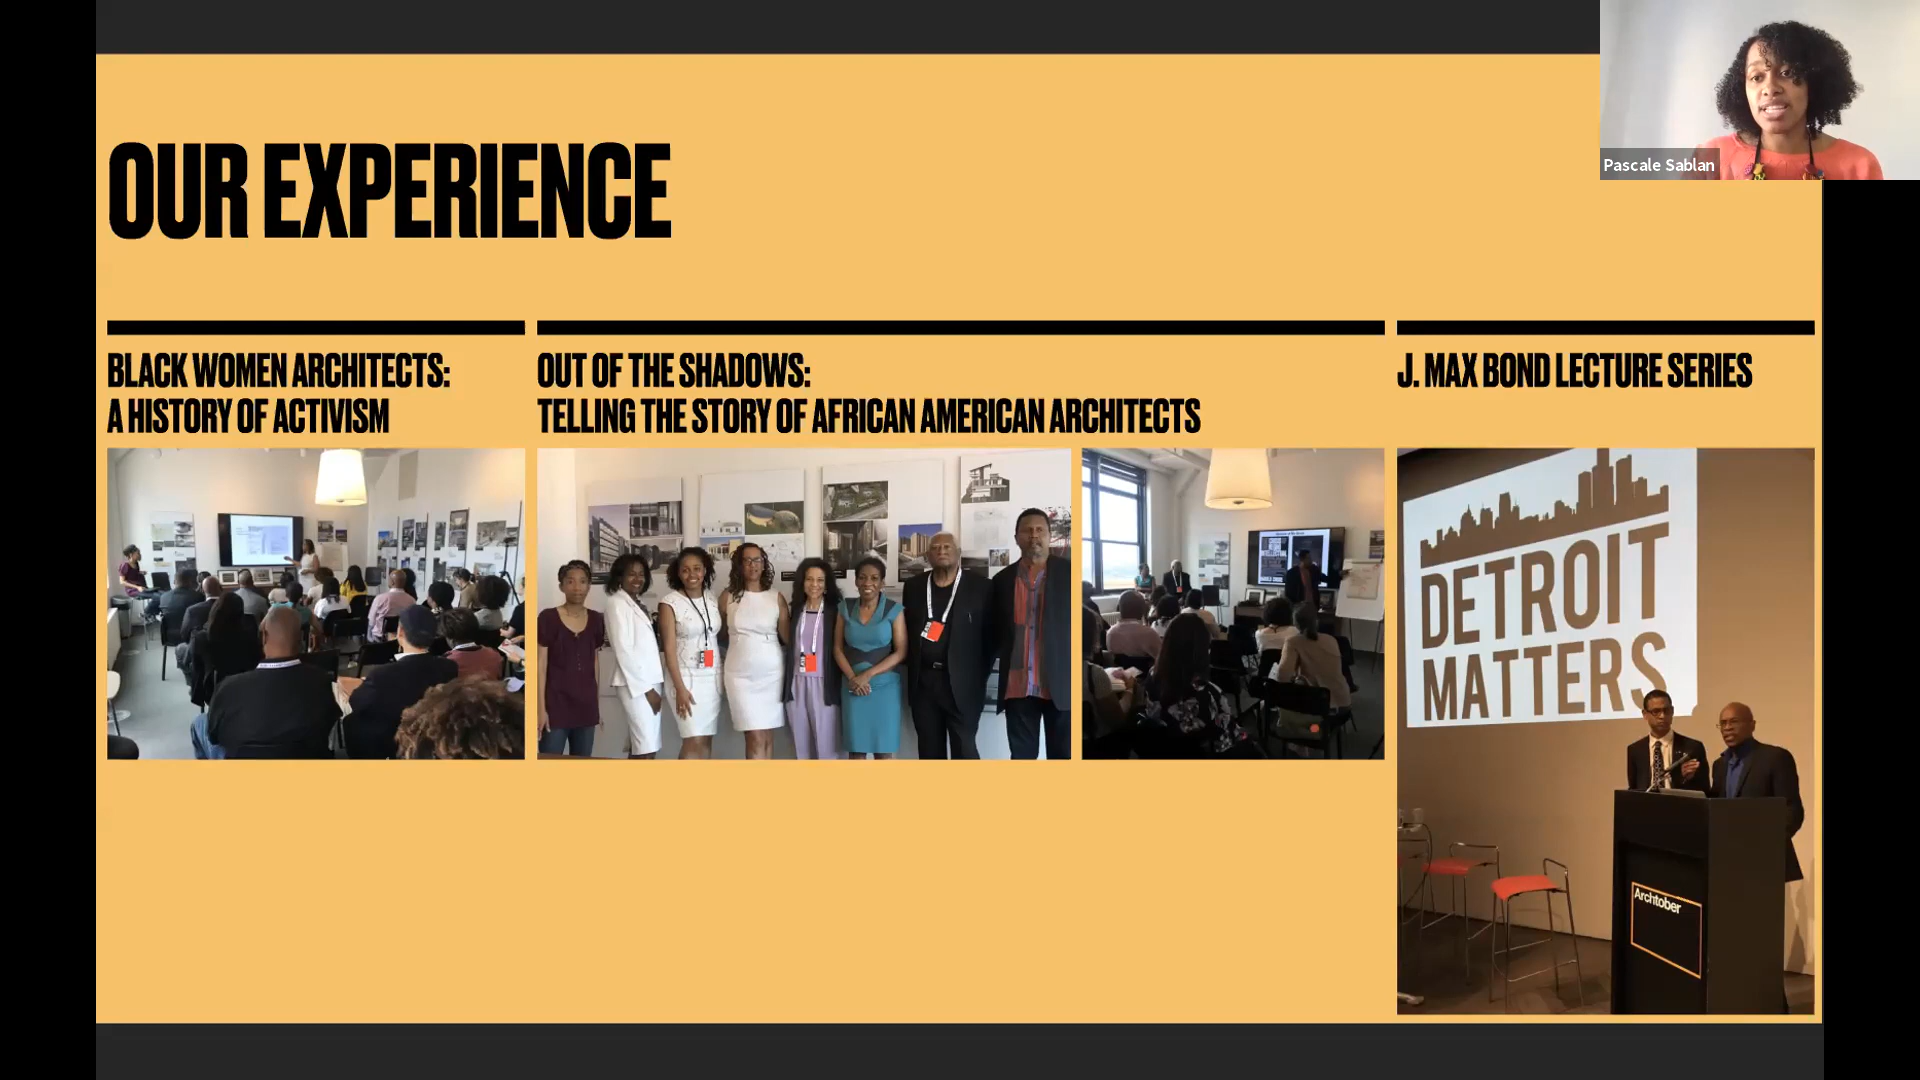 Pascale Sablan
OUR EXPERIENCE
BLACK WOMEN ARCHITECTS:
A HISTORY OF ACTIVISM
OUT OF THE SHADOWS:
TELLING THE STORY OF AFRICAN AMERICAN ARCHITECTS
J. MAX BOND LECTURE SERIES
DETROIT
MATTERS
Archtober